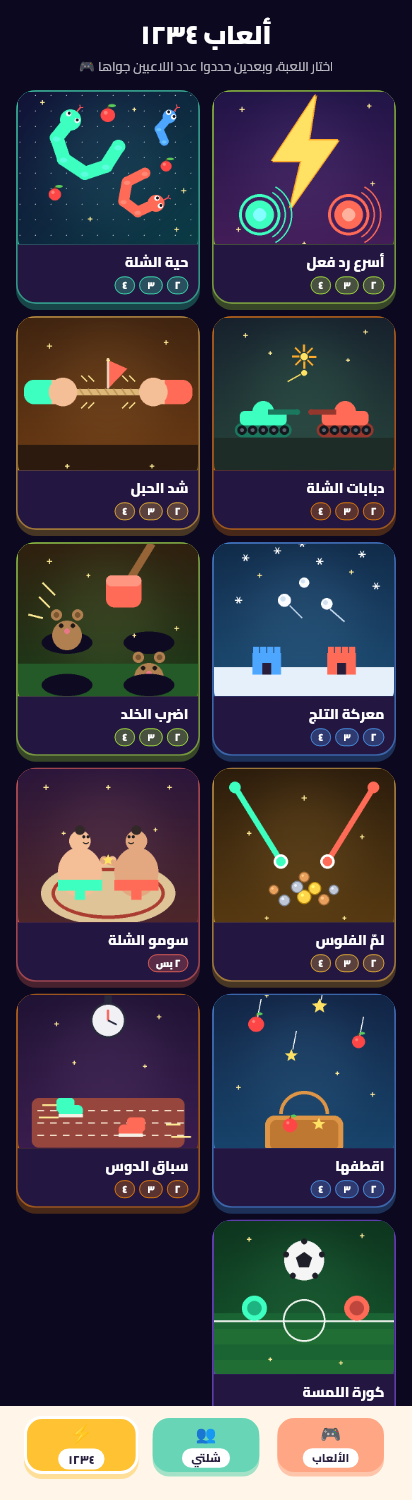 ألعاب ١٢٣٤
اختار اللعبة، وبعدين حددوا عدد اللاعبين جواها 🎮
أسرع رد فعل
٢ ٣ ٤
حية الشلة
٢ ٣ ٤
دبابات الشلة
٢ ٣ ٤
شد الحبل
٢ ٣ ٤
معركة التلج
٢ ٣ ٤
اضرب الخلد
٢ ٣ ٤
لمّ الفلوس
٢ ٣ ٤
سومو الشلة
٢ بس
اقطفها
٢ ٣ ٤
سباق الدوس
٢ ٣ ٤
كورة اللمسة
الألعاب
شلتي
١٢٣٤